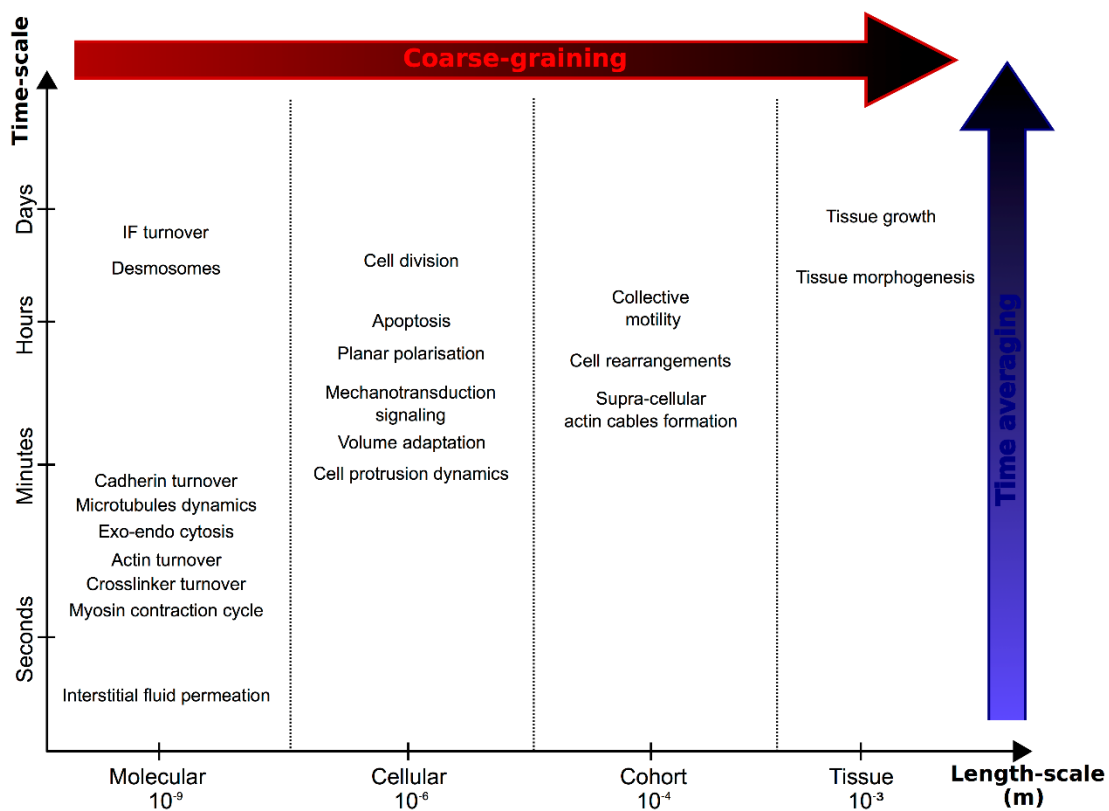 Coarse-graining
Time-scale
Days
Hours
Minutes
Seconds
IF turnover
Desmosomes
Cadherin turnover
Microtubules dynamics
Exo-endo cytosis
Actin turnover
Crosslinker turnover
Myosin contraction cycle
Interstitial fluid permeation
Cell division
Apoptosis
Planar polarisation
Mechanotransduction
signaling
Volume adaptation
Cell protrusion dynamics
Collective
motility
Cell rearrangements
Supra-cellular
actin cables formation
Tissue growth
Tissue morphogenesis
Time averaging
Molecular
10⁻⁹
Cellular
10⁻⁶
Cohort
10⁻⁴
Tissue
10⁻³
Length-scale
(m)